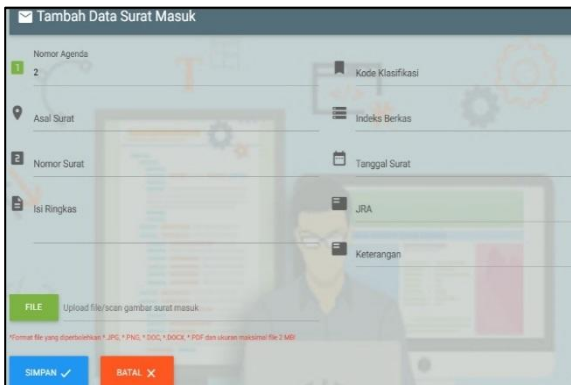 Tambah Data Surat Masuk
Nomor Agenda
2
Kode Klasifikasi
Asal Surat
Indeks Berkas
Nomor Surat
Tanggal Surat
Isi Ringkas
JRA
Keterangan
FILE
Upload file/scan gambar surat masuk
*Format file yang diperbolehkan *.JPG, *.PNG, *.DOC, *.DOCX, *.PDF dan ukuran maksimal file 2 MB!
SIMPAN
BATAL